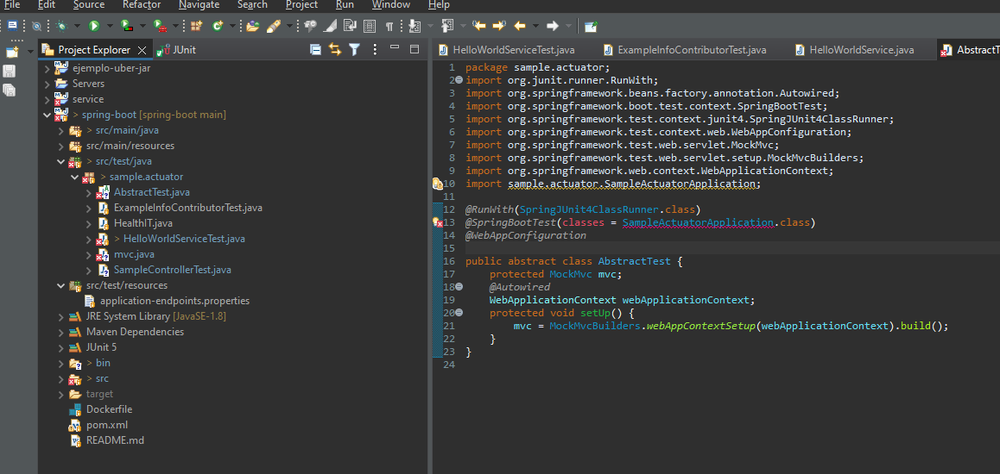 File Edit Source Refactor Navigate Search Project Run Window Help
Project Explorer JUnit
ejemplo-uber-jar
Servers
service
> spring-boot [spring-boot main]
> src/main/java
src/main/resources
> src/test/java
> sample.actuator
AbstractTest.java
ExampleInfoContributorTest.java
HealthIT.java
> HelloWorldServiceTest.java
mvc.java
SampleControllerTest.java
src/test/resources
application-endpoints.properties
JRE System Library [JavaSE-1.8]
Maven Dependencies
JUnit 5
> bin
> src
> target
Dockerfile
pom.xml
README.md
HelloWorldServiceTest.java ExampleInfoContributorTest.java HelloWorldService.java AbstractT
1 package sample.actuator;
2 import org.junit.runner.RunWith;
3 import org.springframework.beans.factory.annotation.Autowired;
4 import org.springframework.boot.test.context.SpringBootTest;
5 import org.springframework.test.context.junit4.SpringJUnit4ClassRunner;
6 import org.springframework.test.context.web.WebAppConfiguration;
7 import org.springframework.test.web.servlet.MockMvc;
8 import org.springframework.test.web.servlet.setup.MockMvcBuilders;
9 import org.springframework.web.context.WebApplicationContext;
10 import sample.actuator.SampleActuatorApplication;
11
12 @RunWith(SpringJUnit4ClassRunner.class)
13 @SpringBootTest(classes = SampleActuatorApplication.class)
14 @WebAppConfiguration
15
16 public abstract class AbstractTest {
17 protected MockMvc mvc;
18 @Autowired
19 WebApplicationContext webApplicationContext;
20 protected void setUp() {
21 mvc = MockMvcBuilders.webAppContextSetup(webApplicationContext).build();
22 }
23 }
24